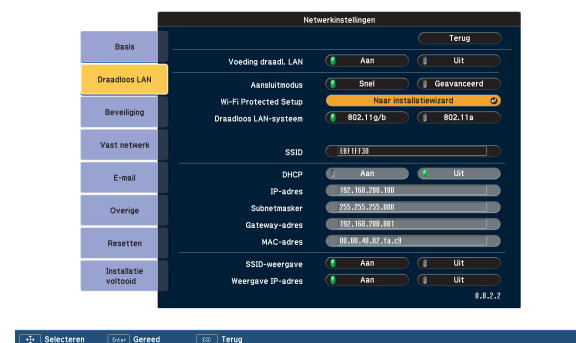 Netwerkinstellingen
Terug
Basis
Voeding draadl. LAN Aan Uit
Draadloos LAN
Aansluitmodus Snel Geavanceerd
Wi-Fi Protected Setup Naar installatiewizard
Draadloos LAN-systeem 802.11g/b 802.11a
Beveiliging
Vast netwerk
SSID EBF1FF30
E-mail
DHCP Aan Uit
IP-adres 192.168.200.100
Subnetmasker 255.255.255.000
Overige
Gateway-adres 192.168.200.001
MAC-adres 00.00.48.02.fa.c9
Resetten
SSID-weergave Aan Uit
Installatie
voltooid
Weergave IP-adres Aan Uit
0.0.2.2
Selecteren Enter Gereed ESC Terug